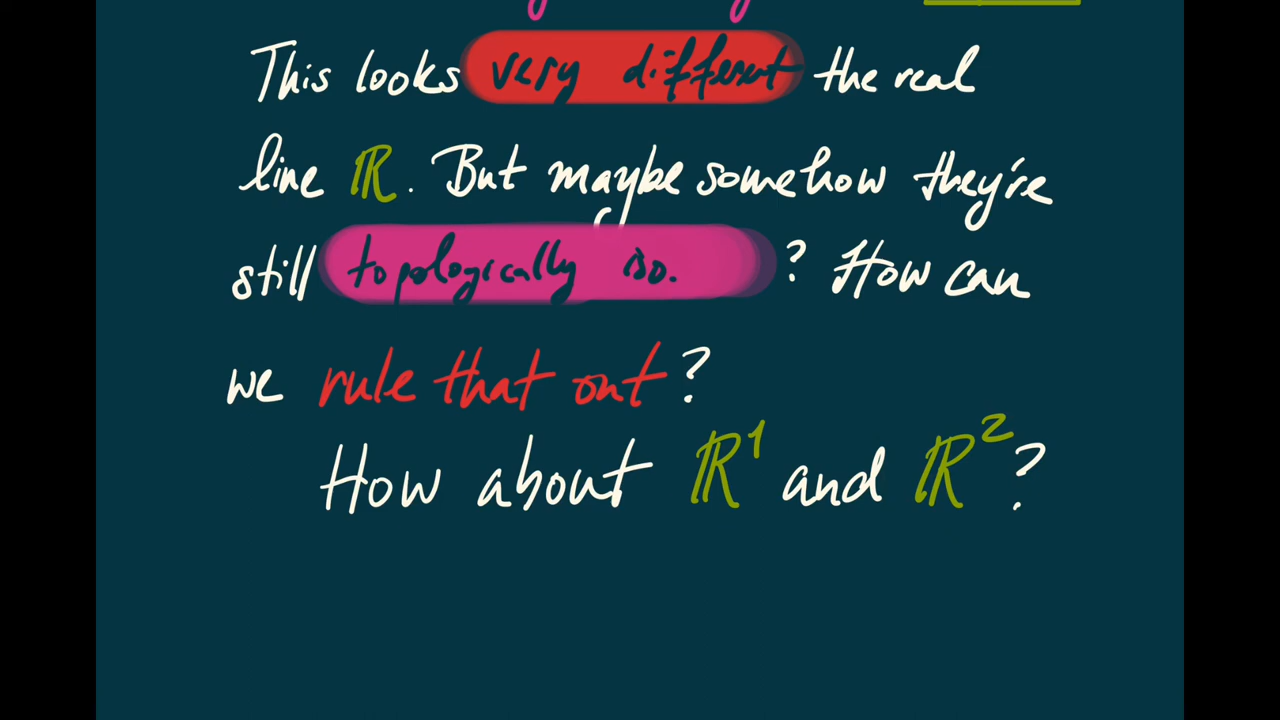 This looks very different the real
line ℝ. But maybe somehow they're
still topologically iso. ? How can
we rule that out?
How about ℝ¹ and ℝ²?